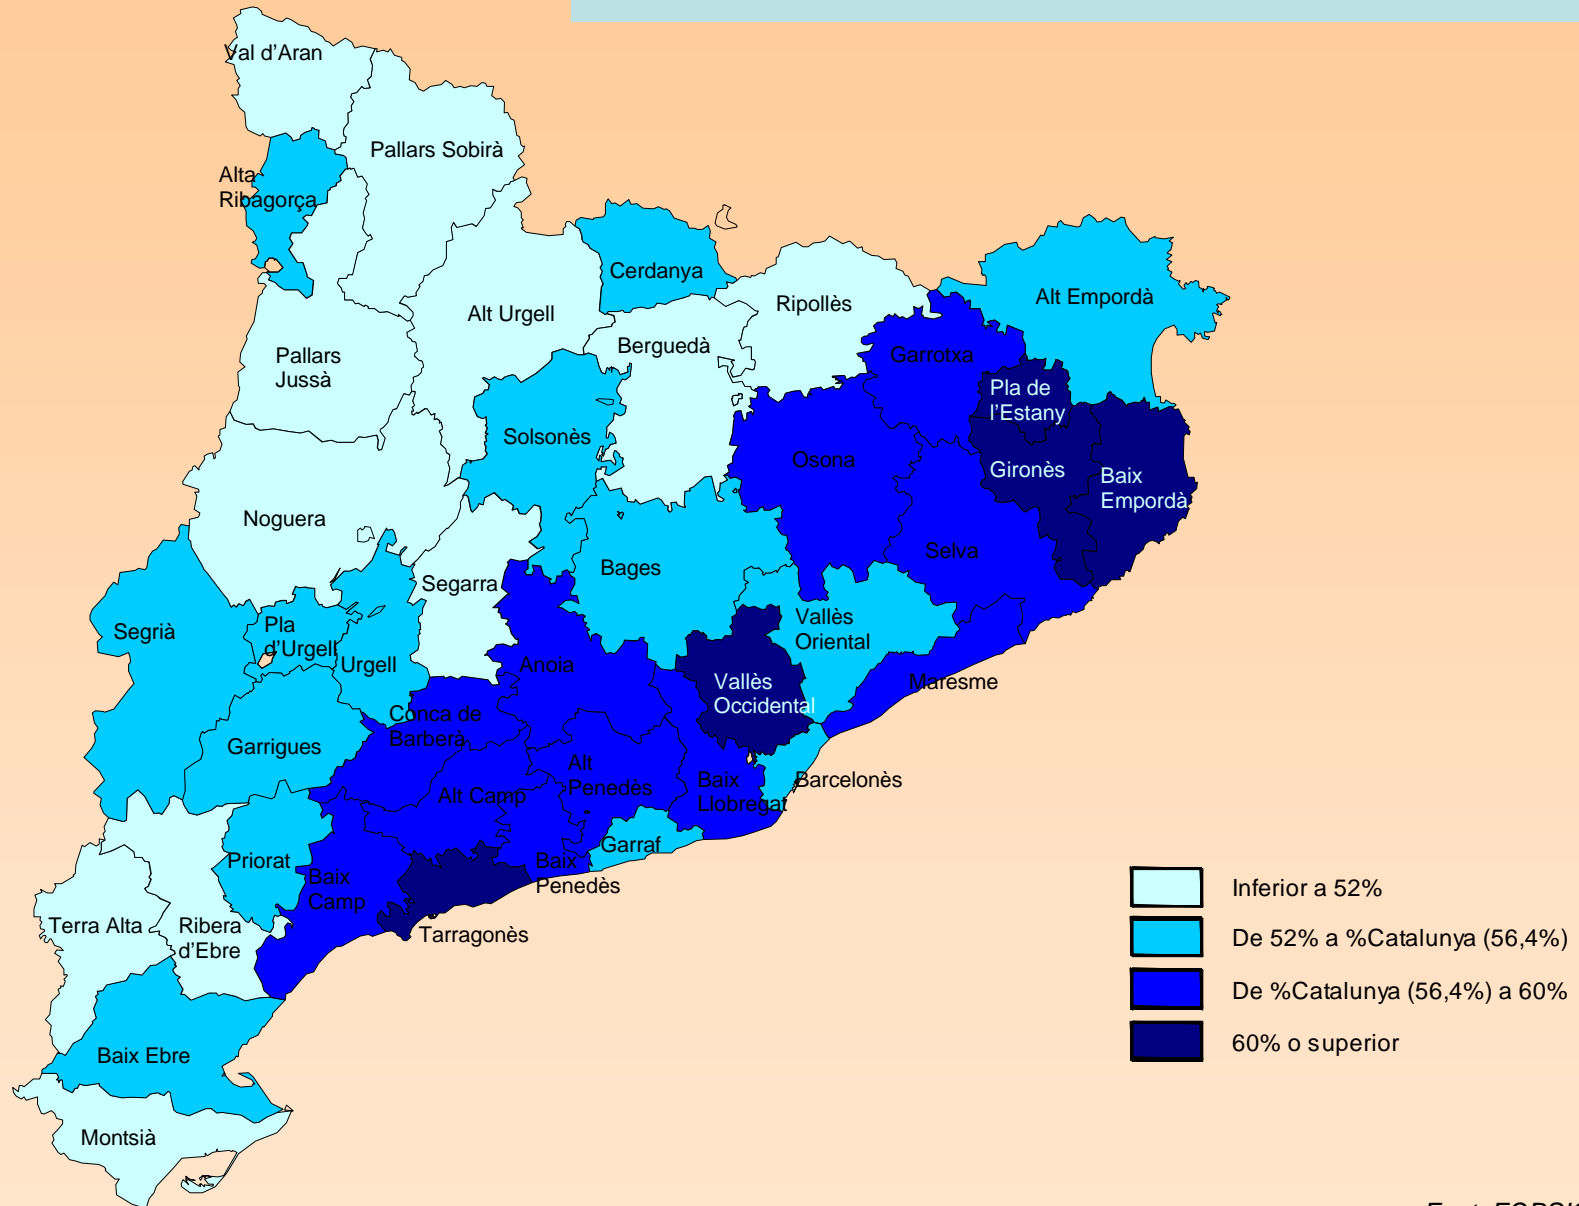 Val d'Aran
Pallars Sobirà
Alta
Ribagorça
Cerdanya
Alt Empordà
Ripollès
Alt Urgell
Berguedà
Garrotxa
Pallars
Jussà
Pla de
l'Estany
Solsonès
Osona
Gironès
Baix
Empordà
Noguera
Selva
Bages
Segarra
Vallès
Oriental
Segrià
Pla
d'Urgell
Urgell
Anoia
Maresme
Vallès
Occidental
Conca de
Barberà
Garrigues
Alt
Penedès
Baix
Llobregat
Barcelonès
Alt Camp
Garraf
Priorat
Baix
Penedès
Baix
Camp
Terra Alta
Ribera
d'Ebre
Tarragonès
Baix Ebre
Montsià
Inferior a 52%
De 52% a %Catalunya (56,4%)
De %Catalunya (56,4%) a 60%
60% o superior